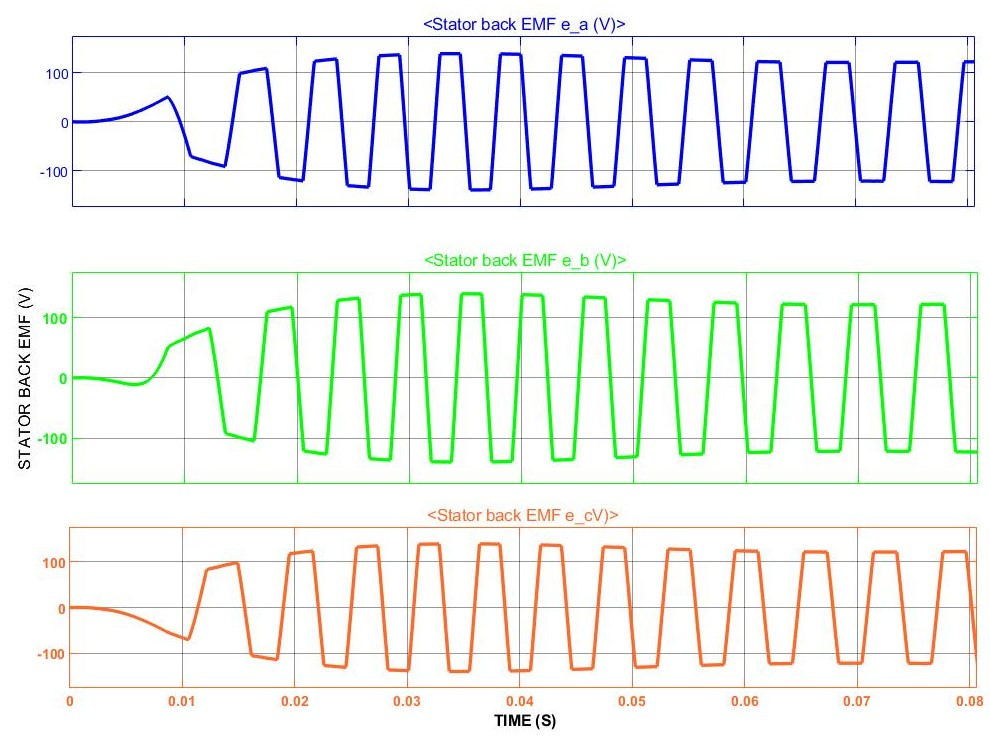 <Stator back EMF e_a (V)>
100
0
-100
<Stator back EMF e_b (V)>
STATOR BACK EMF (V)
100
0
-100
<Stator back EMF e_cV)>
100
0
-100
0 0.01 0.02 0.03 0.04 0.05 0.06 0.07 0.08
TIME (S)